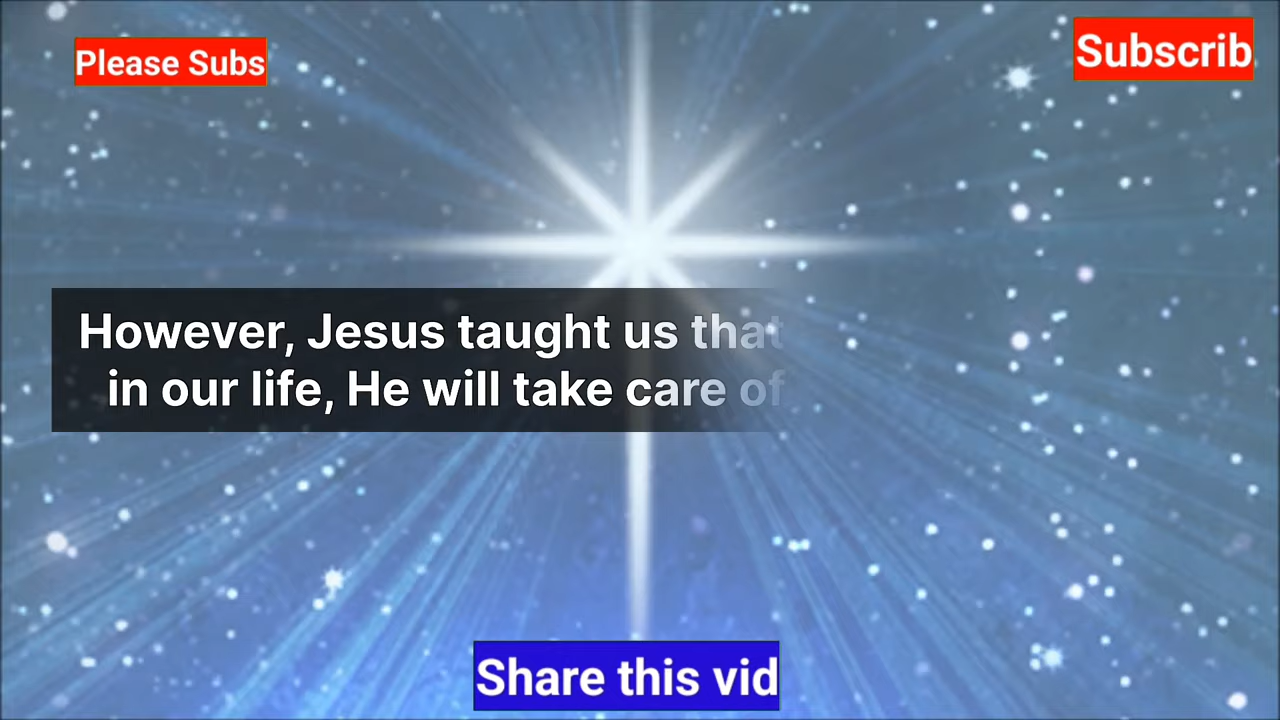 Please Subs
Subscrib
However, Jesus taught us that
in our life, He will take care of
Share this vid